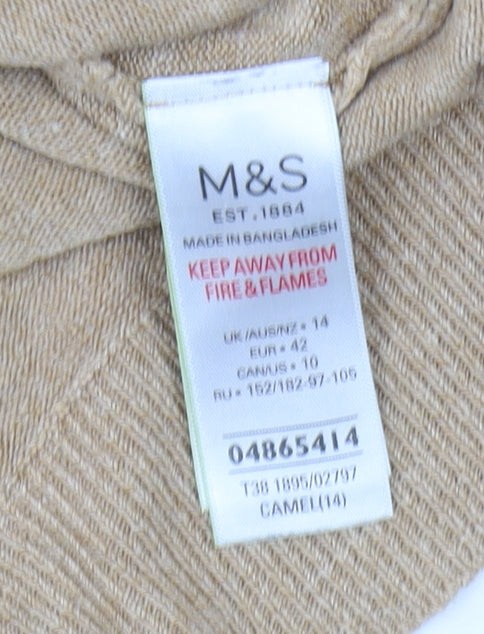 M&S
EST.1884
MADE IN BANGLADESH
KEEP AWAY FROM
FIRE & FLAMES
UK/AUS/NZ • 14
EUR • 42
CAN/US • 10
RU • 152/182-97-105
04865414
T38 1895/02797
CAMEL(14)